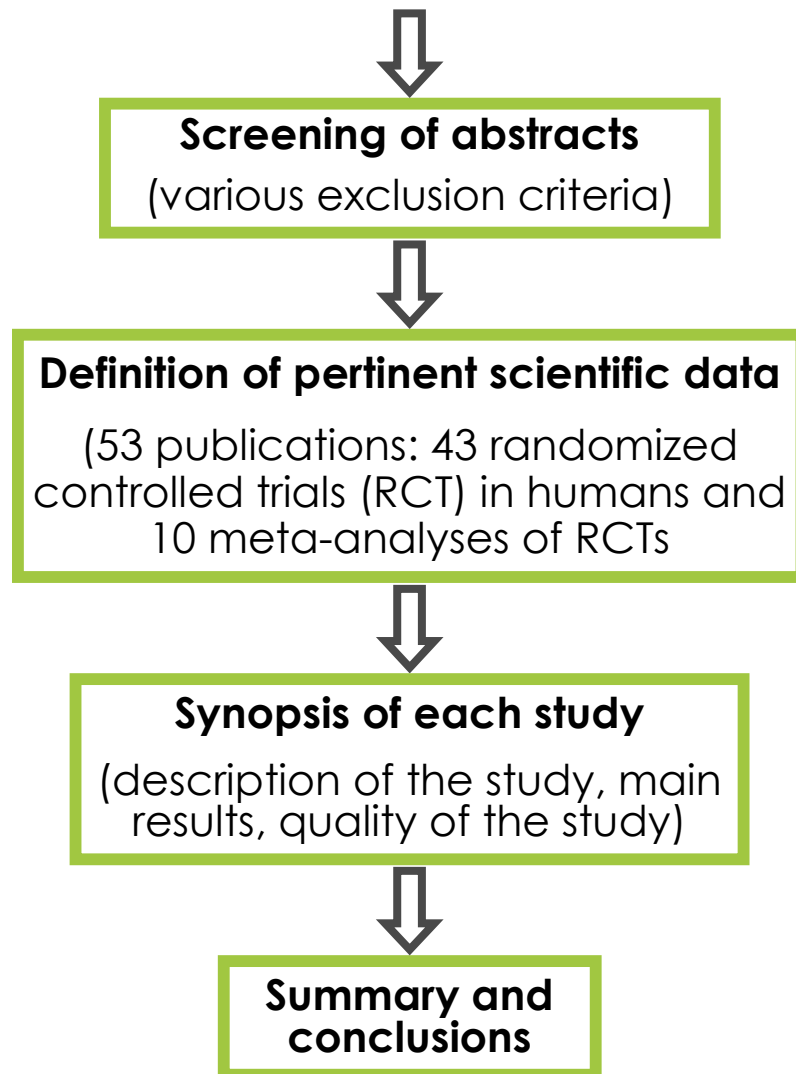 Screening of abstracts
(various exclusion criteria)
Definition of pertinent scientific data
(53 publications: 43 randomized
controlled trials (RCT) in humans and
10 meta-analyses of RCTs
Synopsis of each study
(description of the study, main
results, quality of the study)
Summary and
conclusions